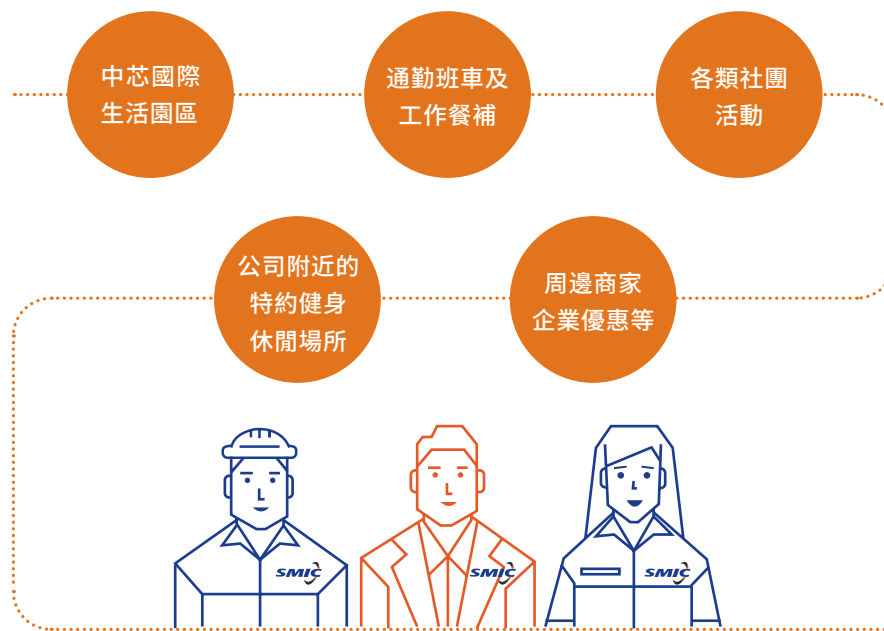 中芯國際
生活園區
通勤班車及
工作餐補
各類社團
活動
公司附近的
特約健身
休閒場所
周邊商家
企業優惠等
SMIC
SMIC
SMIC